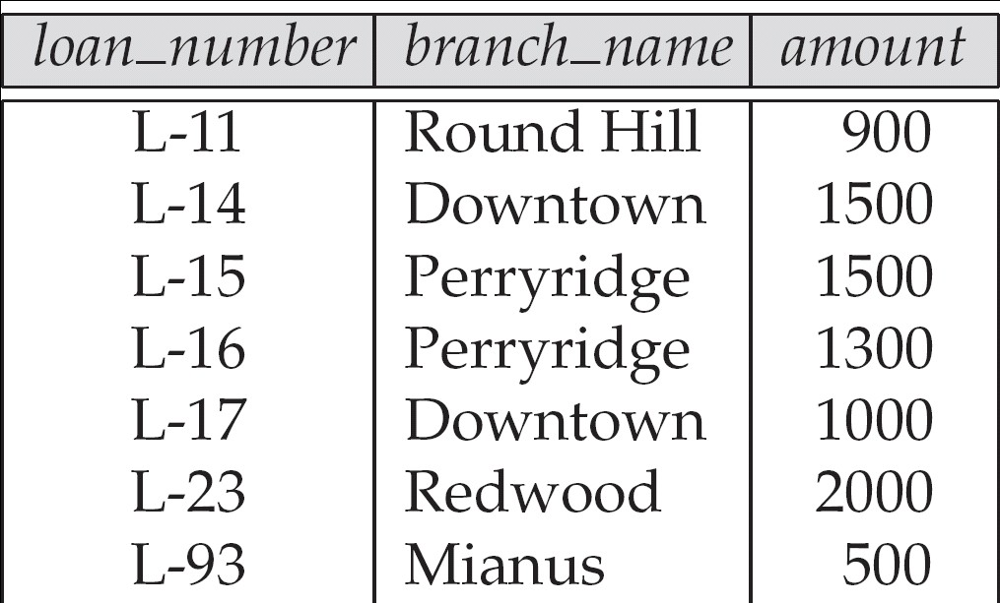 loan_number branch_name amount
L-11 Round Hill 900
L-14 Downtown 1500
L-15 Perryridge 1500
L-16 Perryridge 1300
L-17 Downtown 1000
L-23 Redwood 2000
L-93 Mianus 500